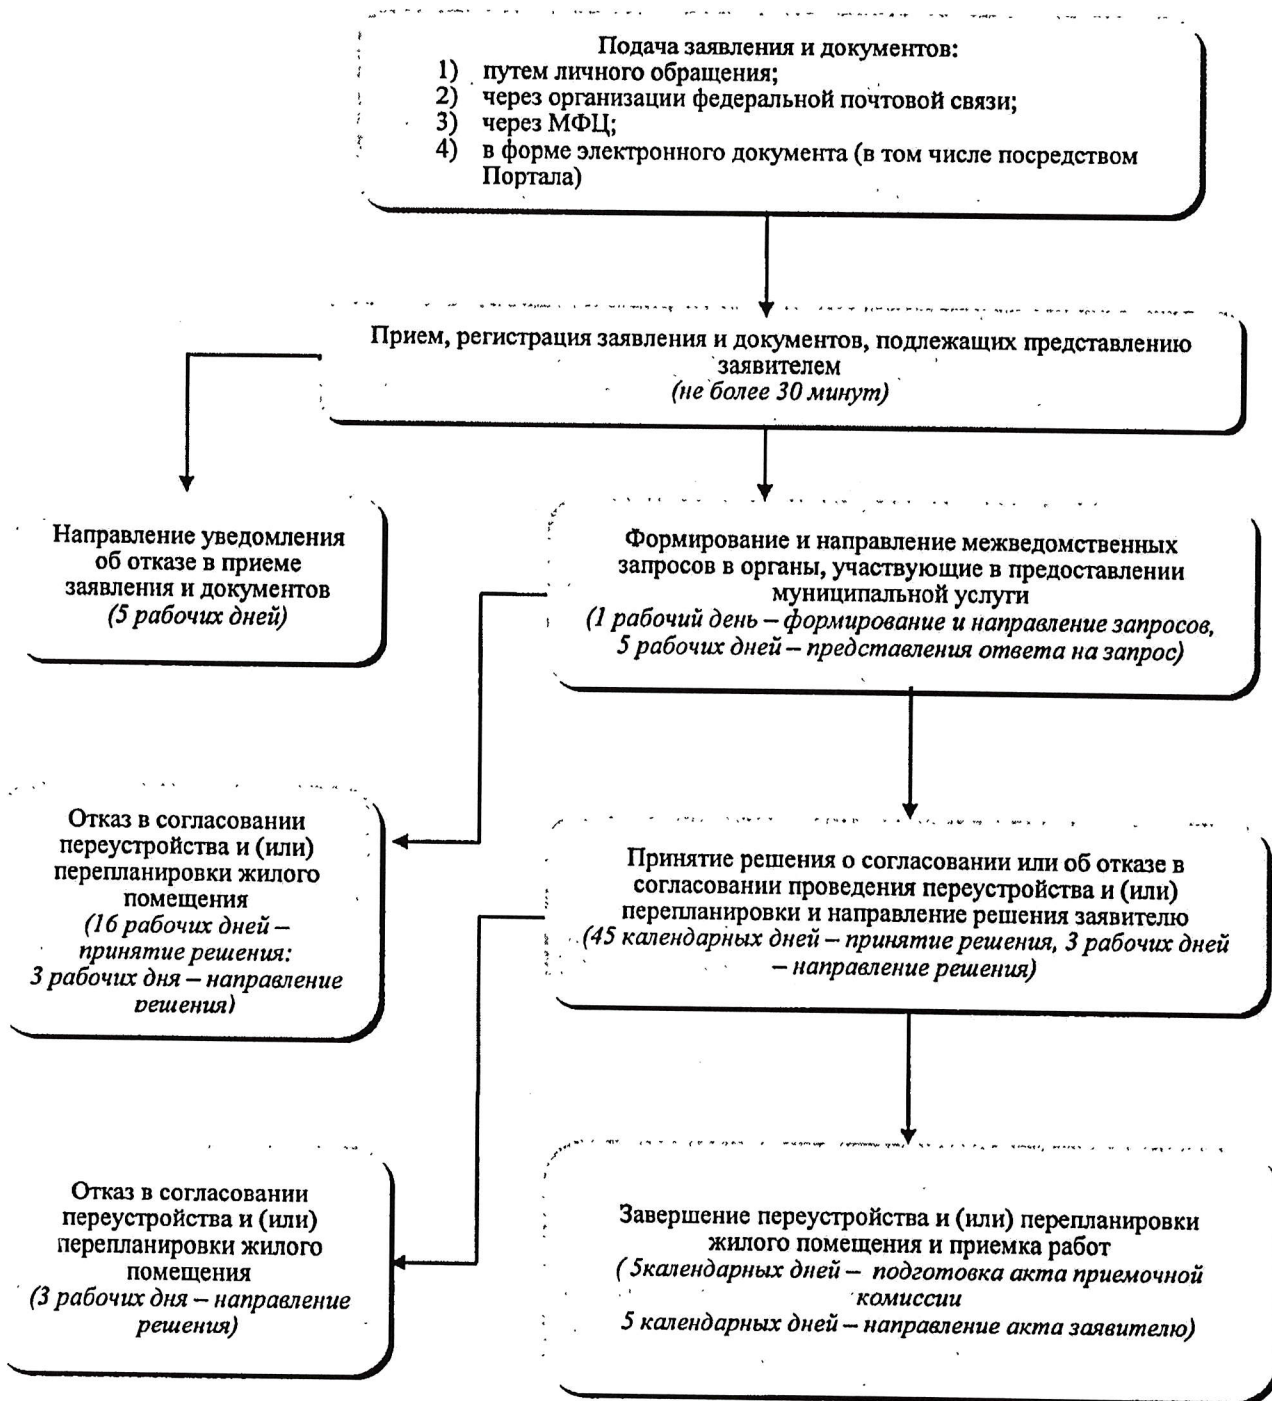 Подача заявления и документов:
1) путем личного обращения;
2) через организации федеральной почтовой связи;
3) через МФЦ;
4) в форме электронного документа (в том числе посредством
Портала)
Прием, регистрация заявления и документов, подлежащих представлению
заявителем
(не более 30 минут)
Направление уведомления
об отказе в приеме
заявления и документов
(5 рабочих дней)
Формирование и направление межведомственных
запросов в органы, участвующие в предоставлении
муниципальной услуги
(1 рабочий день – формирование и направление запросов,
5 рабочих дней – представления ответа на запрос)
Отказ в согласовании
переустройства и (или)
перепланировки жилого
помещения
(16 рабочих дней –
принятие решения:
3 рабочих дня – направление
решения)
Принятие решения о согласовании или об отказе в
согласовании проведения переустройства и (или)
перепланировки и направление решения заявителю
(45 календарных дней – принятие решения, 3 рабочих дней
– направление решения)
Отказ в согласовании
переустройства и (или)
перепланировки жилого
помещения
(3 рабочих дня – направление
решения)
Завершение переустройства и (или) перепланировки
жилого помещения и приемка работ
( 5календарных дней – подготовка акта приемочной
комиссии
5 календарных дней – направление акта заявителю)